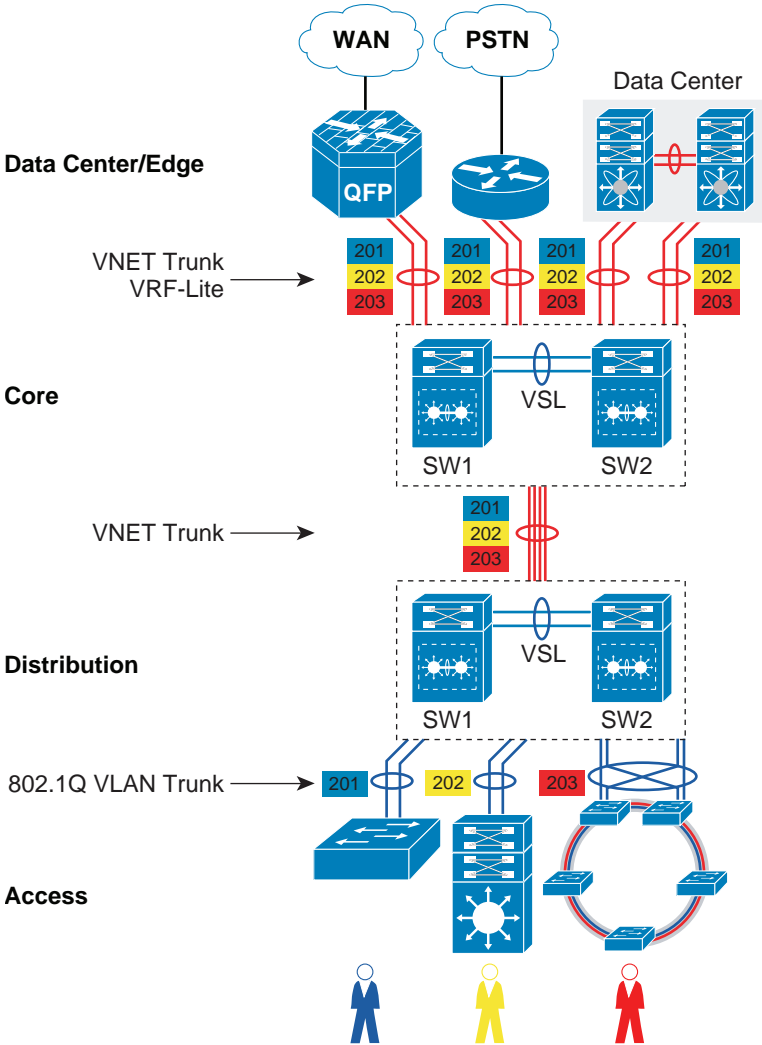 WAN
PSTN
Data Center
Data Center/Edge
QFP
VNET Trunk
VRF-Lite
201
202
203
201
202
203
201
202
203
201
202
203
Core
VSL
SW1
SW2
VNET Trunk
201
202
203
Distribution
VSL
SW1
SW2
802.1Q VLAN Trunk
201
202
203
Access